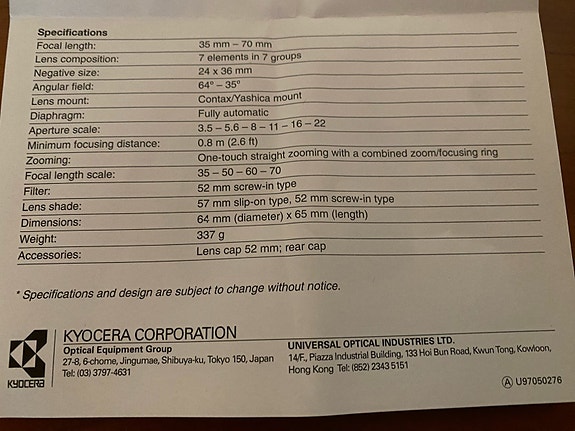 Specifications
Focal length: 35 mm – 70 mm
Lens composition: 7 elements in 7 groups
Negative size: 24 x 36 mm
Angular field: 64° – 35°
Lens mount: Contax/Yashica mount
Diaphragm: Fully automatic
Aperture scale: 3.5 – 5.6 – 8 – 11 – 16 – 22
Minimum focusing distance: 0.8 m (2.6 ft)
Zooming: One-touch straight zooming with a combined zoom/focusing ring
Focal length scale: 35 – 50 – 60 – 70
Filter: 52 mm screw-in type
Lens shade: 57 mm slip-on type, 52 mm screw-in type
Dimensions: 64 mm (diameter) x 65 mm (length)
Weight: 337 g
Accessories: Lens cap 52 mm; rear cap
* Specifications and design are subject to change without notice.
KYOCERA
KYOCERA CORPORATION
Optical Equipment Group
27-8, 6-chome, Jingumae, Shibuya-ku, Tokyo 150, Japan
Tel: (03) 3797-4631
UNIVERSAL OPTICAL INDUSTRIES LTD.
14/F., Piazza Industrial Building, 133 Hoi Bun Road, Kwun Tong, Kowloon,
Hong Kong Tel: (852) 2343 5151
Ⓐ U97050276